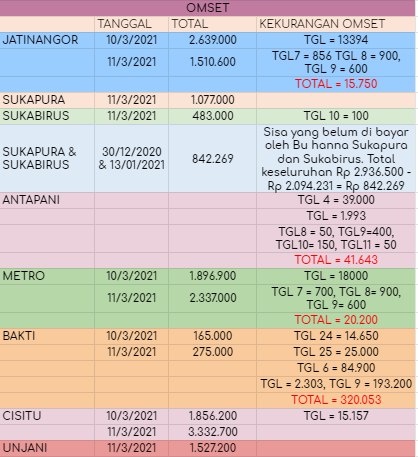 OMSET
TANGGAL TOTAL KEKURANGAN OMSET
JATINANGOR 10/3/2021 2.639.000 TGL = 13394
11/3/2021 1.510.600 TGL7 = 856 TGL 8 = 900,
TGL 9 = 600
TOTAL = 15.750
SUKAPURA 11/3/2021 1.077.000
SUKABIRUS 11/3/2021 483.000 TGL 10 = 100
SUKAPURA & SUKABIRUS 30/12/2020 & 13/01/2021 842.269 Sisa yang belum di bayar
oleh Bu hanna Sukapura
dan Sukabirus. Total
keseluruhan Rp 2.936.500 -
Rp 2.094.231 = Rp 842.269
ANTAPANI TGL 4 = 39.000
TGL = 1.993
TGL8 = 50, TGL9=400,
TGL10= 150, TGL11 = 50
TOTAL = 41.643
METRO 10/3/2021 1.896.900 TGL = 18000
11/3/2021 2.337.000 TGL 7 = 700, TGL 8= 900,
TGL 9= 600
TOTAL = 20.200
BAKTI 10/3/2021 165.000 TGL 24 = 14.650
11/3/2021 275.000 TGL 25 = 25.000
TGL 6 = 84.900
TGL = 2.303, TGL 9 = 193.200
TOTAL = 320.053
CISITU 10/3/2021 1.856.200 TGL = 15.157
11/3/2021 3.332.700
UNJANI 11/3/2021 1.527.200